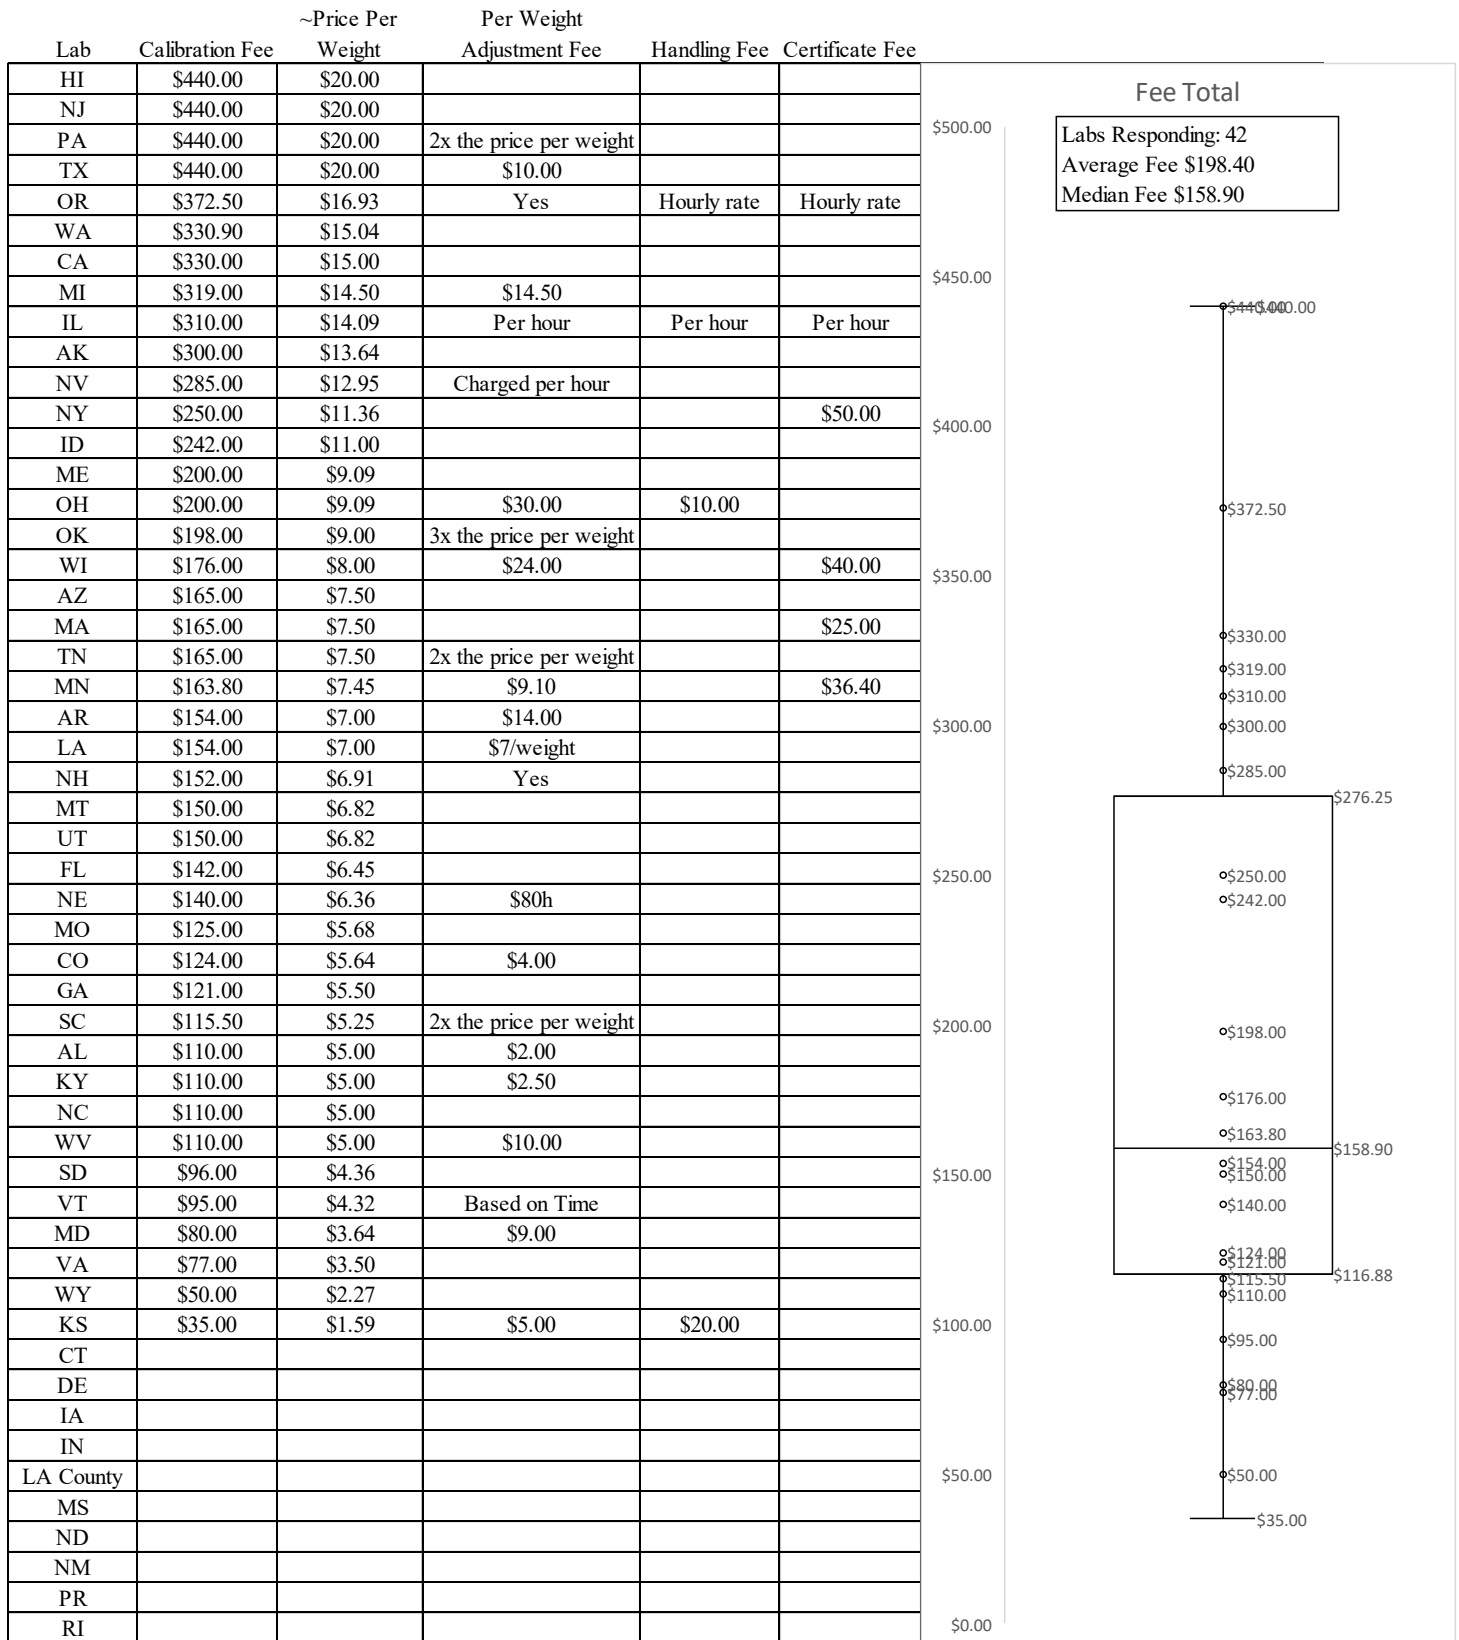 ~Price Per Per Weight
Lab Calibration Fee Weight Adjustment Fee Handling Fee Certificate Fee
HI $440.00 $20.00
NJ $440.00 $20.00
PA $440.00 $20.00 2x the price per weight
TX $440.00 $20.00 $10.00
OR $372.50 $16.93 Yes Hourly rate Hourly rate
WA $330.90 $15.04
CA $330.00 $15.00
MI $319.00 $14.50 $14.50
IL $310.00 $14.09 Per hour Per hour Per hour
AK $300.00 $13.64
NV $285.00 $12.95 Charged per hour
NY $250.00 $11.36 $50.00
ID $242.00 $11.00
ME $200.00 $9.09
OH $200.00 $9.09 $30.00 $10.00
OK $198.00 $9.00 3x the price per weight
WI $176.00 $8.00 $24.00 $40.00
AZ $165.00 $7.50
MA $165.00 $7.50 $25.00
TN $165.00 $7.50 2x the price per weight
MN $163.80 $7.45 $9.10 $36.40
AR $154.00 $7.00 $14.00
LA $154.00 $7.00 $7/weight
NH $152.00 $6.91 Yes
MT $150.00 $6.82
UT $150.00 $6.82
FL $142.00 $6.45
NE $140.00 $6.36 $80h
MO $125.00 $5.68
CO $124.00 $5.64 $4.00
GA $121.00 $5.50
SC $115.50 $5.25 2x the price per weight
AL $110.00 $5.00 $2.00
KY $110.00 $5.00 $2.50
NC $110.00 $5.00
WV $110.00 $5.00 $10.00
SD $96.00 $4.36
VT $95.00 $4.32 Based on Time
MD $80.00 $3.64 $9.00
VA $77.00 $3.50
WY $50.00 $2.27
KS $35.00 $1.59 $5.00 $20.00
CT
DE
IA
IN
LA County
MS
ND
NM
PR
RI
Fee Total
Labs Responding: 42
Average Fee $198.40
Median Fee $158.90
$500.00
$450.00
$400.00
$350.00
$300.00
$250.00
$200.00
$150.00
$100.00
$50.00
$0.00
$440.00
$440.00
$372.50
$330.00
$319.00
$310.00
$300.00
$285.00
$276.25
$250.00
$242.00
$198.00
$176.00
$163.80
$158.90
$154.00
$150.00
$140.00
$124.00
$121.00
$116.88
$115.50
$110.00
$95.00
$80.00
$77.00
$50.00
$35.00